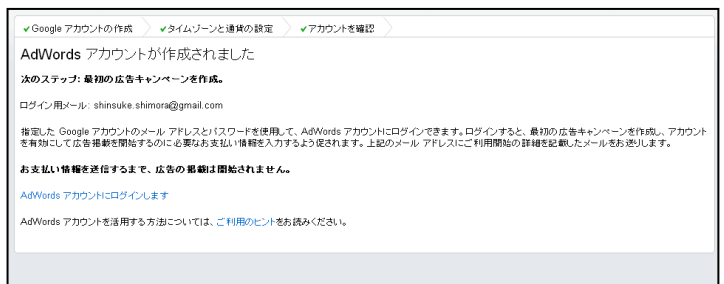 ✔Google アカウントの作成 ✔タイムゾーンと通貨の設定 ✔アカウントを確認
AdWords アカウントが作成されました
次のステップ: 最初の広告キャンペーンを作成。
ログイン用メール: shinsuke.shimora@gmail.com
指定した Google アカウントのメール アドレスとパスワードを使用して、AdWords アカウントにログインできます。ログインすると、最初の広告キャンペーンを作成し、アカウント
を有効にして広告掲載を開始するのに必要なお支払い情報を入力するよう促されます。上記のメール アドレスにご利用開始の詳細を記載したメールをお送りします。
お支払い情報を送信するまで、広告の掲載は開始されません。
AdWords アカウントにログインします
AdWords アカウントを活用する方法については、ご利用のヒントをお読みください。